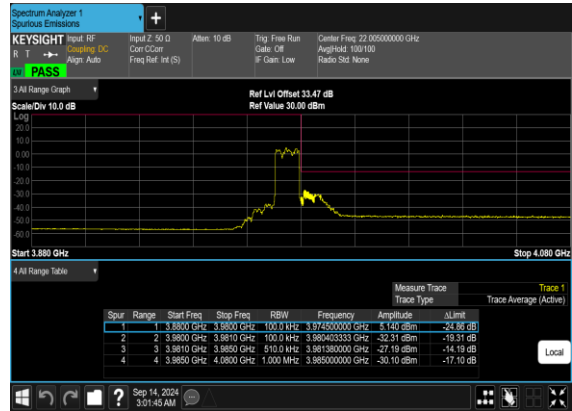 Spectrum Analyzer 1
Spurious Emissions
+
KEYSIGHT Input: RF Input Z: 50 Ω Atten: 10 dB Trig: Free Run Center Freq: 22.005000000 GHz
R T Coupling: DC Corr CCorr Gate: Off Avg|Hold: 100/100
Align: Auto Freq Ref: Int (S) IF Gain: Low Radio Std: None
PASS
3 All Range Graph
Ref Lvl Offset 33.47 dB
Scale/Div 10.0 dB Ref Value 30.00 dBm
Log
20.0
10.0
0.00
-10.0
-20.0
-30.0
-40.0
-50.0
-60.0
Start 3.880 GHz Stop 4.080 GHz
4 All Range Table
Measure Trace Trace 1
Trace Type Trace Average (Active)
Spur Range Start Freq Stop Freq RBW Frequency Amplitude ΔLimit
1 1 3.8800 GHz 3.9800 GHz 100.0 kHz 3.974500000 GHz 5.140 dBm -24.86 dB
2 2 3.9800 GHz 3.9810 GHz 100.0 kHz 3.980403333 GHz -32.31 dBm -19.31 dB
3 3 3.9810 GHz 3.9850 GHz 510.0 kHz 3.981380000 GHz -27.19 dBm -14.19 dB
4 4 3.9850 GHz 4.0800 GHz 1.000 MHz 3.985000000 GHz -30.10 dBm -17.10 dB
Local
? Sep 14, 2024
3:01:45 AM